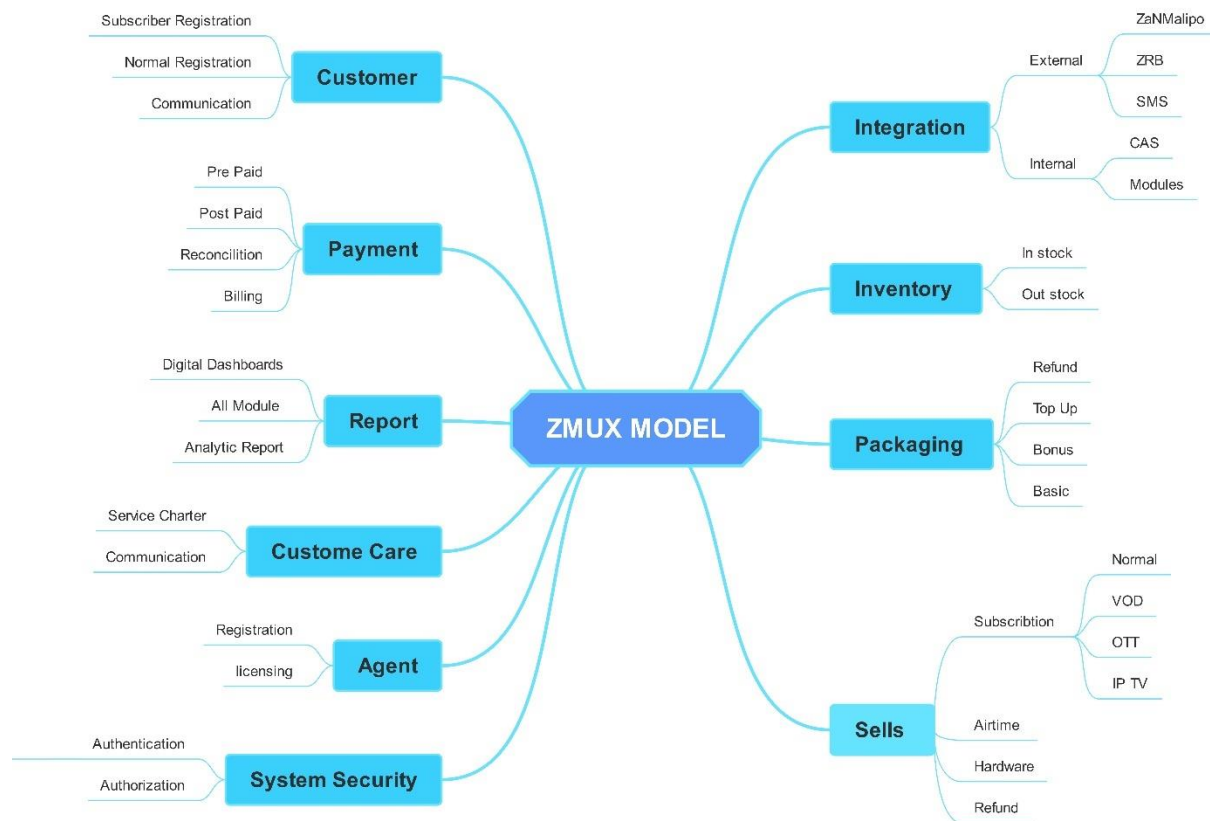 Subscriber Registration
Normal Registration
Communication
Customer
Pre Paid
Post Paid
Reconcilition
Billing
Payment
Digital Dashboards
All Module
Analytic Report
Report
Service Charter
Communication
Custome Care
Registration
licensing
Agent
Authentication
Authorization
System Security
ZMUX MODEL
Integration
External
ZaNMalipo
ZRB
SMS
Internal
CAS
Modules
Inventory
In stock
Out stock
Packaging
Refund
Top Up
Bonus
Basic
Sells
Subscribtion
Normal
VOD
OTT
IP TV
Airtime
Hardware
Refund